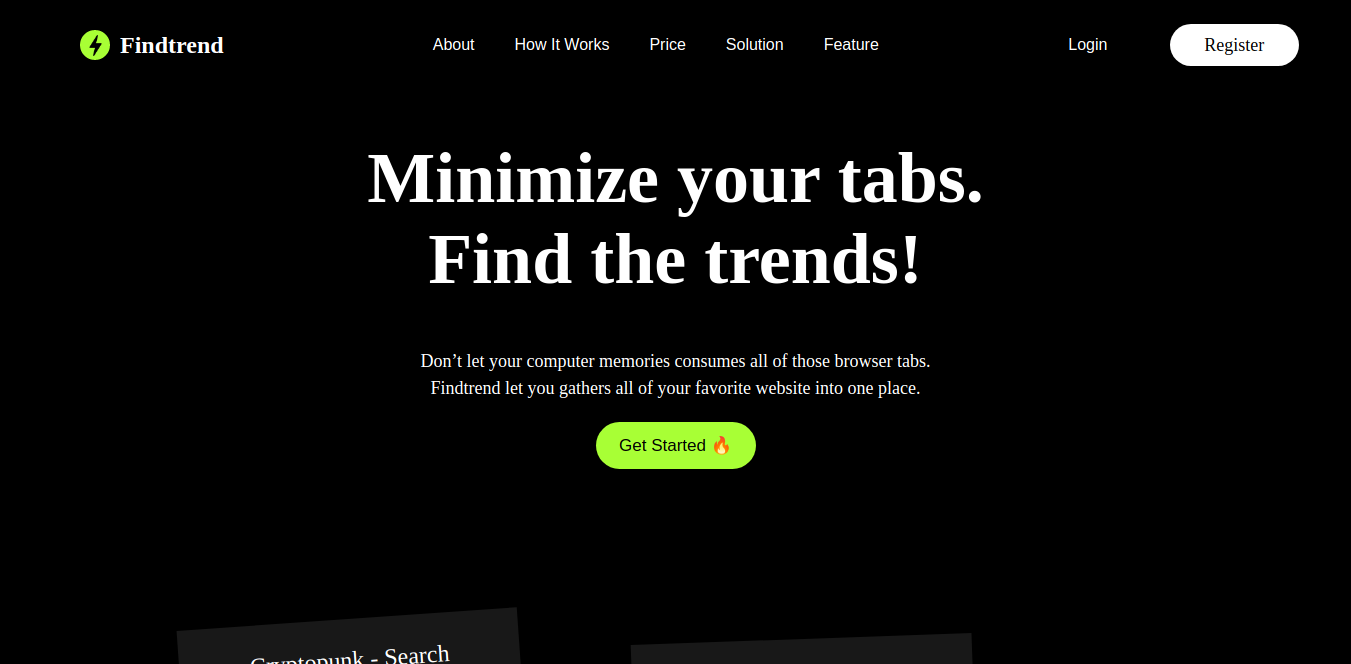 Findtrend
About
How It Works
Price
Solution
Feature
Login
Register
Minimize your tabs.
Find the trends!
Don’t let your computer memories consumes all of those browser tabs.
Findtrend let you gathers all of your favorite website into one place.
Get Started 🔥
Cryptopunk - Search